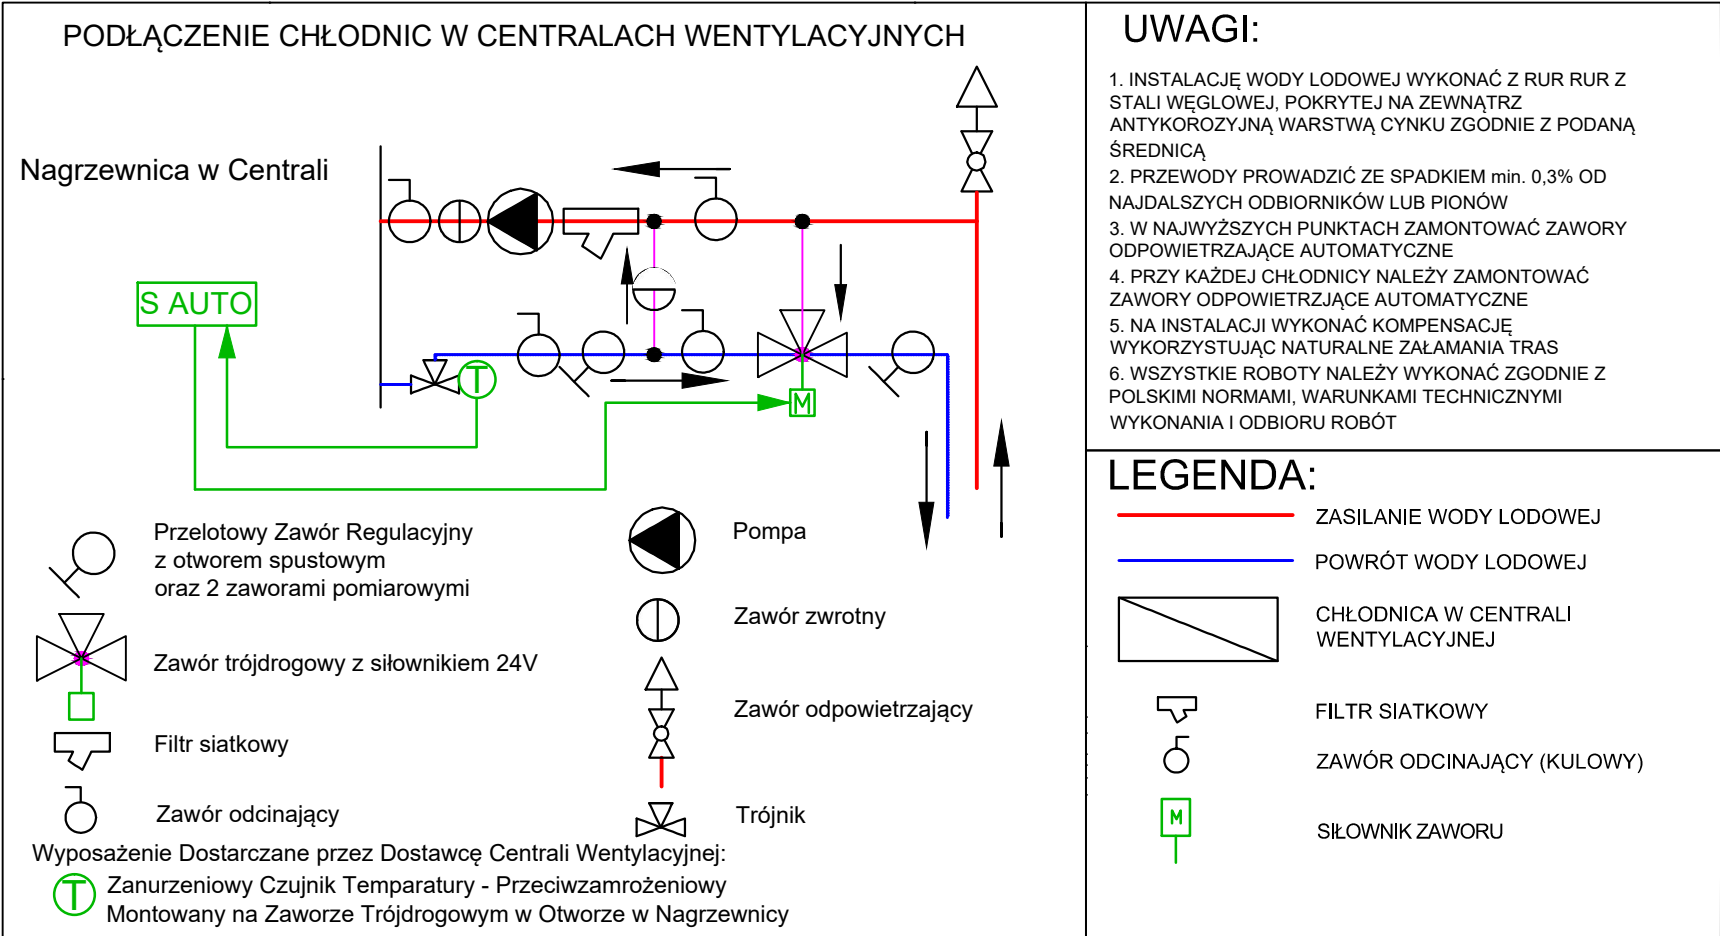 PODŁĄCZENIE CHŁODNIC W CENTRALACH WENTYLACYJNYCH
Nagrzewnica w Centrali
S AUTO
T
M
Przelotowy Zawór Regulacyjny
z otworem spustowym
oraz 2 zaworami pomiarowymi
Zawór trójdrogowy z siłownikiem 24V
Filtr siatkowy
Zawór odcinający
Pompa
Zawór zwrotny
Zawór odpowietrzający
Trójnik
Wyposażenie Dostarczane przez Dostawcę Centrali Wentylacyjnej:
T
Zanurzeniowy Czujnik Temparatury - Przeciwzamrożeniowy
Montowany na Zaworze Trójdrogowym w Otworze w Nagrzewnicy
UWAGI:
1. INSTALACJĘ WODY LODOWEJ WYKONAĆ Z RUR RUR Z
STALI WĘGLOWEJ, POKRYTEJ NA ZEWNĄTRZ
ANTYKOROZYJNĄ WARSTWĄ CYNKU ZGODNIE Z PODANĄ
ŚREDNICĄ
2. PRZEWODY PROWADZIĆ ZE SPADKIEM min. 0,3% OD
NAJDALSZYCH ODBIORNIKÓW LUB PIONÓW
3. W NAJWYŻSZYCH PUNKTACH ZAMONTOWAĆ ZAWORY
ODPOWIETRZAJĄCE AUTOMATYCZNE
4. PRZY KAŻDEJ CHŁODNICY NALEŻY ZAMONTOWAĆ
ZAWORY ODPOWIETRZJĄCE AUTOMATYCZNE
5. NA INSTALACJI WYKONAĆ KOMPENSACJĘ
WYKORZYSTUJĄC NATURALNE ZAŁAMANIA TRAS
6. WSZYSTKIE ROBOTY NALEŻY WYKONAĆ ZGODNIE Z
POLSKIMI NORMAMI, WARUNKAMI TECHNICZNYMI
WYKONANIA I ODBIORU ROBÓT
LEGENDA:
ZASILANIE WODY LODOWEJ
POWRÓT WODY LODOWEJ
CHŁODNICA W CENTRALI
WENTYLACYJNEJ
FILTR SIATKOWY
ZAWÓR ODCINAJĄCY (KULOWY)
M
SIŁOWNIK ZAWORU